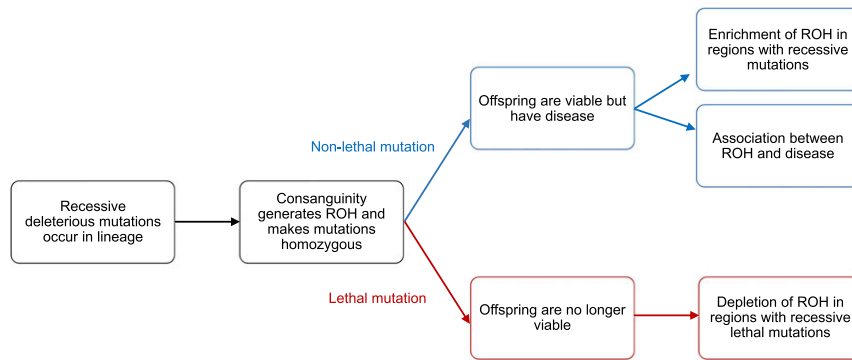 Recessive
deleterious mutations
occur in lineage
Consanguinity
generates ROH and
makes mutations
homozygous
Non-lethal mutation
Lethal mutation
Offspring are viable but
have disease
Enrichment of ROH in
regions with recessive
mutations
Association between
ROH and disease
Offspring are no longer
viable
Depletion of ROH in
regions with recessive
lethal mutations